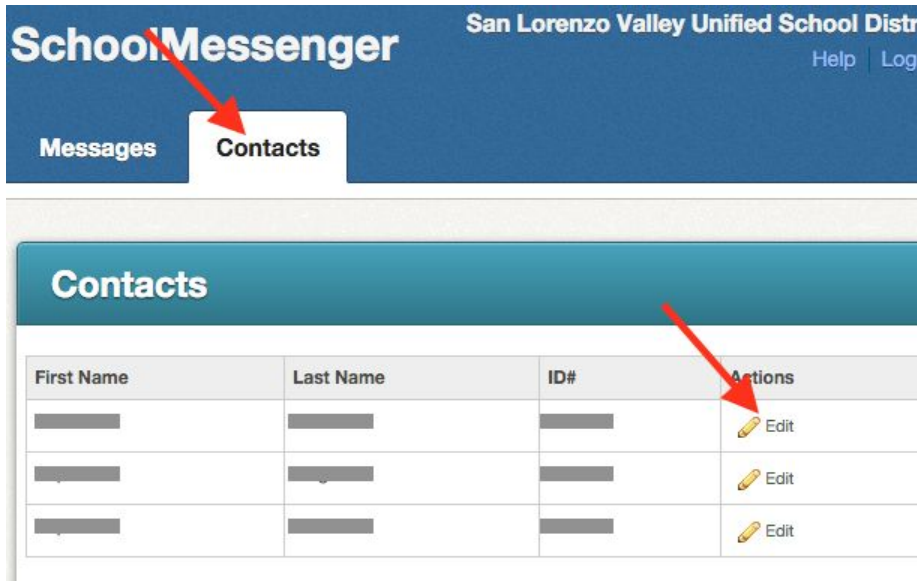 San Lorenzo Valley Unified School Distr
SchoolMessenger
Help Log
Messages Contacts
Contacts
First Name Last Name ID# Actions
Edit
Edit
Edit